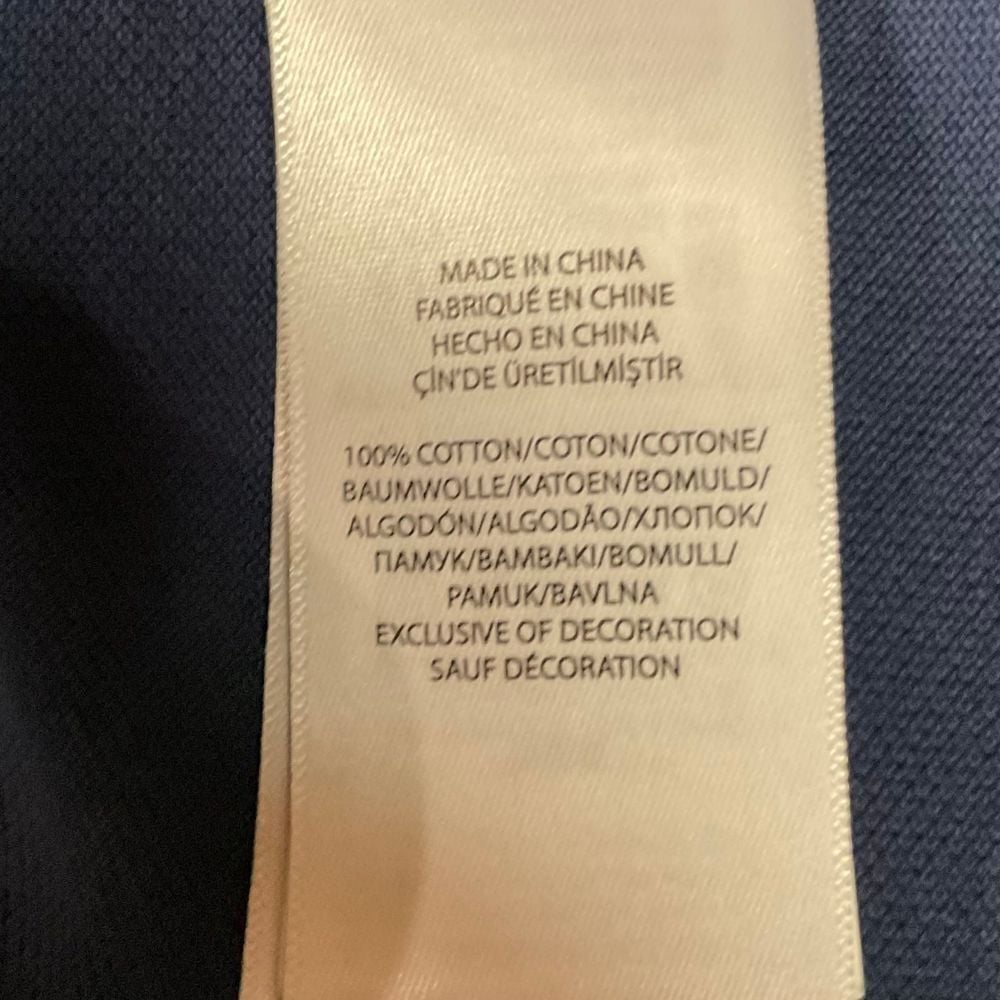 MADE IN CHINA
FABRIQUÉ EN CHINE
HECHO EN CHINA
ÇİN'DE ÜRETİLMİŞTİR
100% COTTON/COTON/COTONE/
BAUMWOLLE/KATOEN/BOMULD/
ALGODÓN/ALGODÃO/ХЛОПОК/
ПАМУК/BAMBAKI/BOMULL/
PAMUK/BAVLNA
EXCLUSIVE OF DECORATION
SAUF DÉCORATION